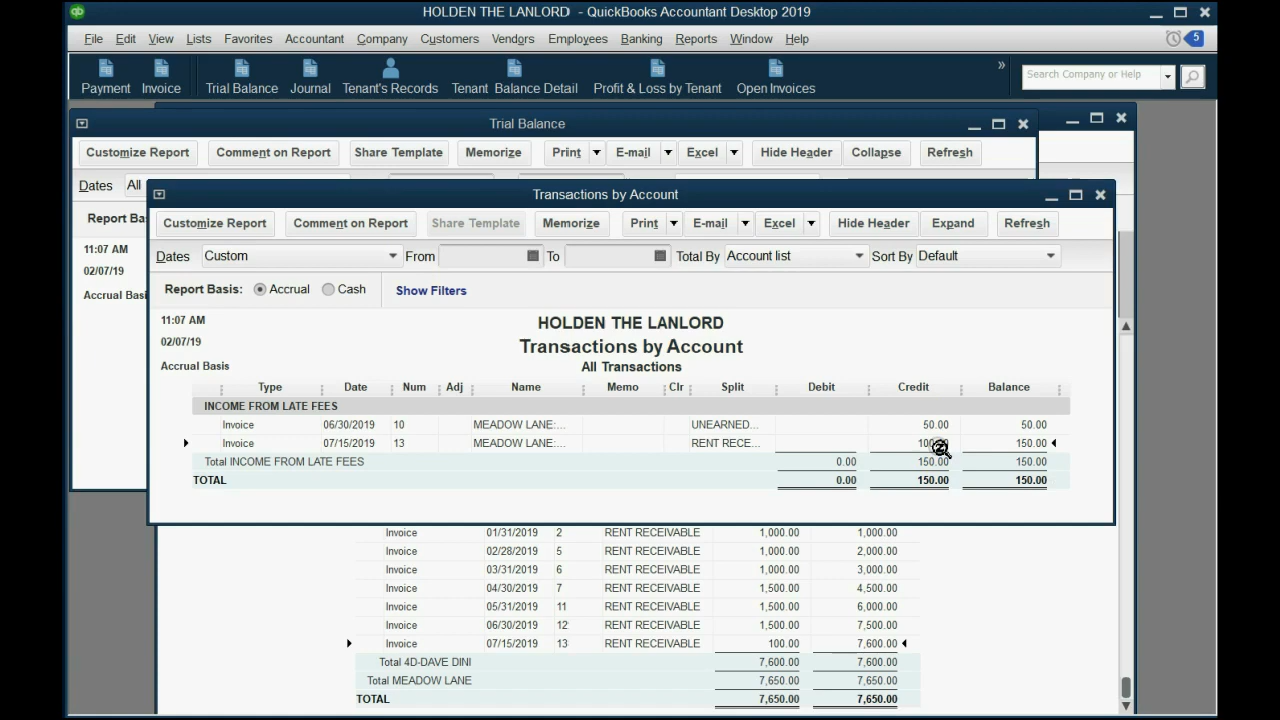 HOLDEN THE LANLORD - QuickBooks Accountant Desktop 2019
File Edit View Lists Favorites Accountant Company Customers Vendors Employees Banking Reports Window Help 5
Payment Invoice Trial Balance Journal Tenant's Records Tenant Balance Detail Profit & Loss by Tenant Open Invoices » Search Company or Help
Trial Balance
Customize Report Comment on Report Share Template Memorize Print E-mail Excel Hide Header Collapse Refresh
Dates All
Report Bas
11:07 AM
02/07/19
Accrual Basi
Transactions by Account
Customize Report Comment on Report Share Template Memorize Print E-mail Excel Hide Header Expand Refresh
Dates Custom From To Total By Account list Sort By Default
Report Basis: Accrual Cash Show Filters
11:07 AM
02/07/19
Accrual Basis
HOLDEN THE LANLORD
Transactions by Account
All Transactions
Type Date Num Adj Name Memo Clr Split Debit Credit Balance
INCOME FROM LATE FEES
Invoice 06/30/2019 10 MEADOW LANE:... UNEARNED... 50.00 50.00
Invoice 07/15/2019 13 MEADOW LANE:... RENT RECE... 150.00
Total INCOME FROM LATE FEES 0.00 150.00 150.00
TOTAL 0.00 150.00 150.00
Invoice 01/31/2019 2 RENT RECEIVABLE 1,000.00 1,000.00
Invoice 02/28/2019 5 RENT RECEIVABLE 1,000.00 2,000.00
Invoice 03/31/2019 6 RENT RECEIVABLE 1,000.00 3,000.00
Invoice 04/30/2019 7 RENT RECEIVABLE 1,500.00 4,500.00
Invoice 05/31/2019 11 RENT RECEIVABLE 1,500.00 6,000.00
Invoice 06/30/2019 12 RENT RECEIVABLE 1,500.00 7,500.00
Invoice 07/15/2019 13 RENT RECEIVABLE 100.00 7,600.00
Total 4D-DAVE DINI 7,600.00 7,600.00
Total MEADOW LANE 7,650.00 7,650.00
TOTAL 7,650.00 7,650.00